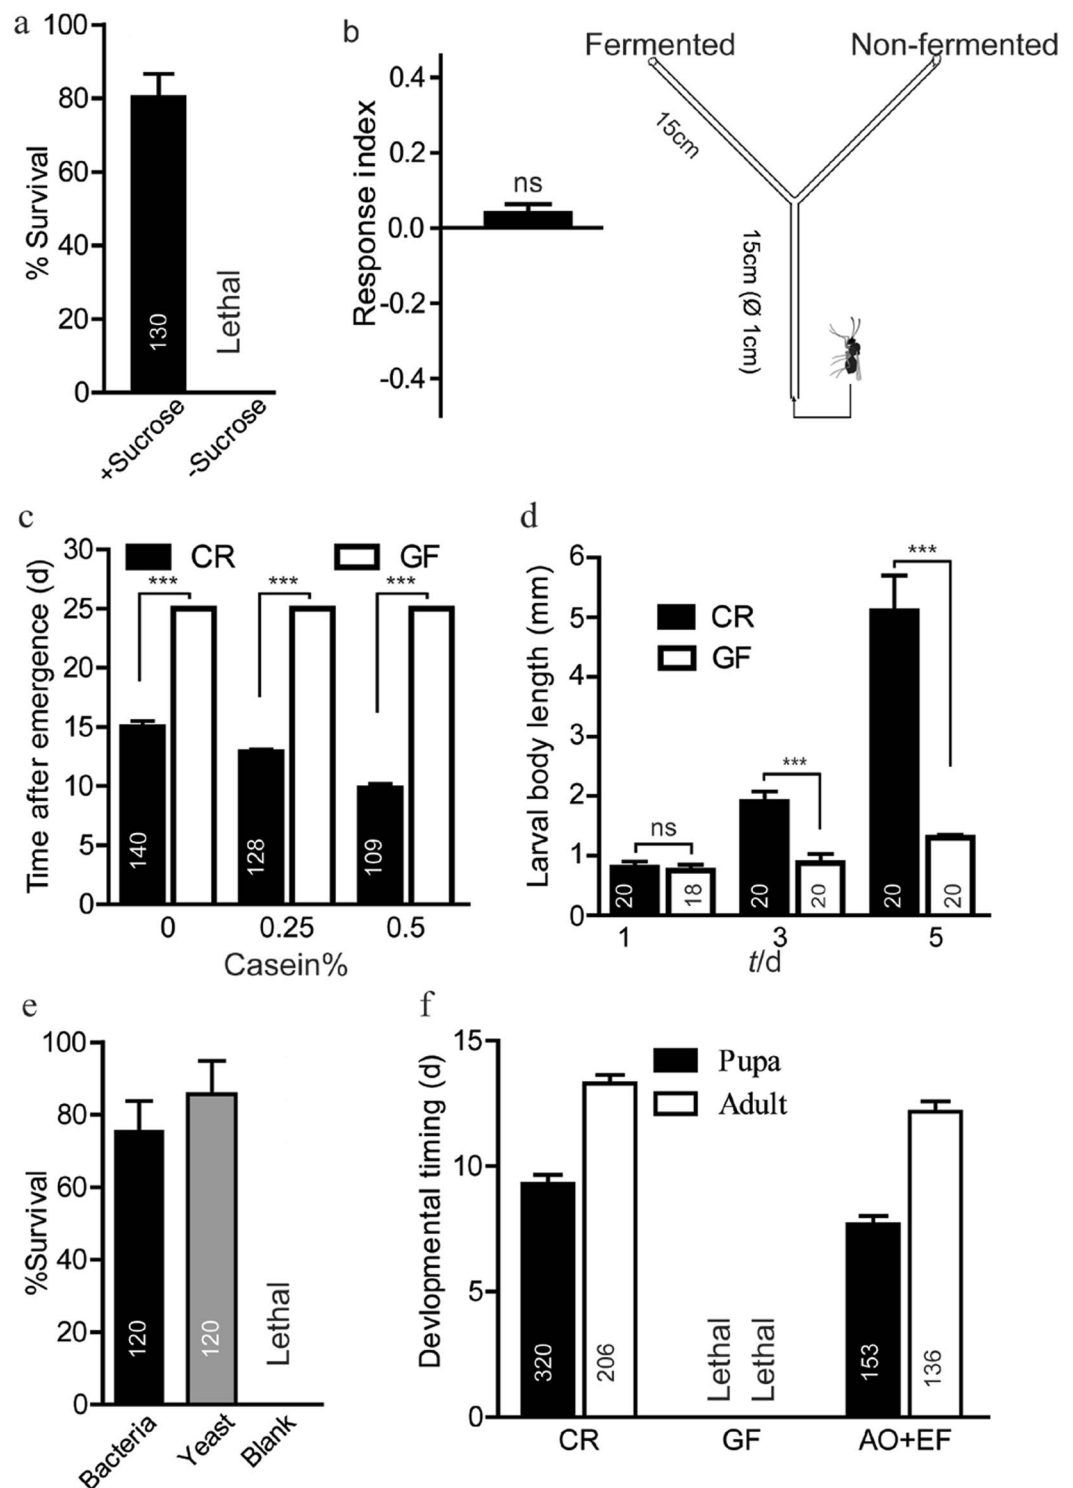 a
100
80
60
40
20
0
% Survival
130
Lethal
+Sucrose
-Sucrose
b
0.4
0.2
0.0
-0.2
-0.4
Response index
ns
Fermented
Non-fermented
15cm
15cm (Ø 1cm)
c
30
25
20
15
10
5
0
Time after emergence (d)
CR
GF
***
***
***
140
128
109
0 0.25 0.5
Casein%
d
6
5
4
3
2
1
0
Larval body length (mm)
CR
GF
ns
***
***
20
18
20
20
20
20
1 3 5
t/d
e
100
80
60
40
20
0
%Survival
120
120
Lethal
Bacteria
Yeast
Blank
f
15
10
5
0
Devlopmental timing (d)
Pupa
Adult
320
206
Lethal
Lethal
153
136
CR GF AO+EF